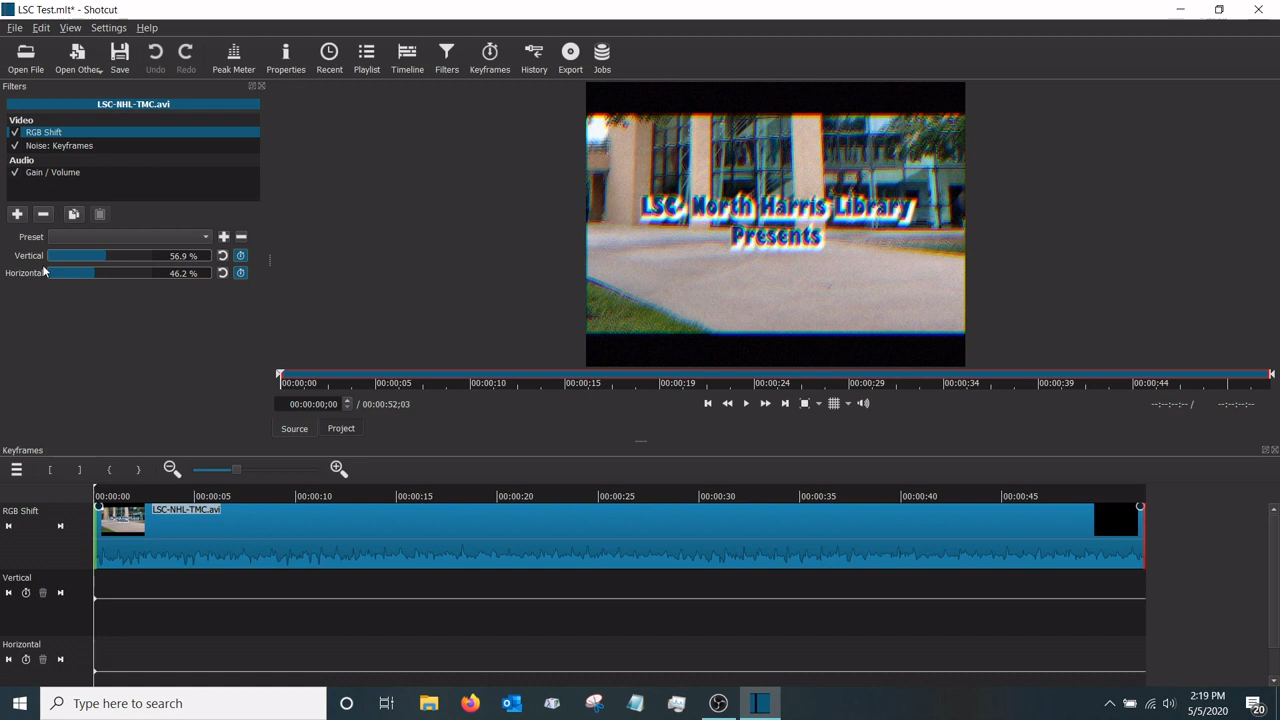 LSC Test.mlt* - Shotcut
File Edit View Settings Help
Open File Open Other.. Save Undo Redo Peak Meter Properties Recent Playlist Timeline Filters Keyframes History Export Jobs
Filters
LSC-NHL-TMC.avi
Video
RGB Shift
Noise: Keyframes
Audio
Gain / Volume
Preset
Vertical 56.9 %
Horizontal 46.2 %
LSC- North Harris Library
Presents
00:00:00 00:00:05 00:00:10 00:00:15 00:00:19 00:00:24 00:00:29 00:00:34 00:00:39 00:00:44
00:00:00;00 / 00:00:52;03 --:--:--:-- / --:--:--:--
Source Project
Keyframes
00:00:00 00:00:05 00:00:10 00:00:15 00:00:20 00:00:25 00:00:30 00:00:35 00:00:40 00:00:45
RGB Shift
LSC-NHL-TMC.avi
Vertical
Horizontal
Type here to search
2:19 PM
5/5/2020
20